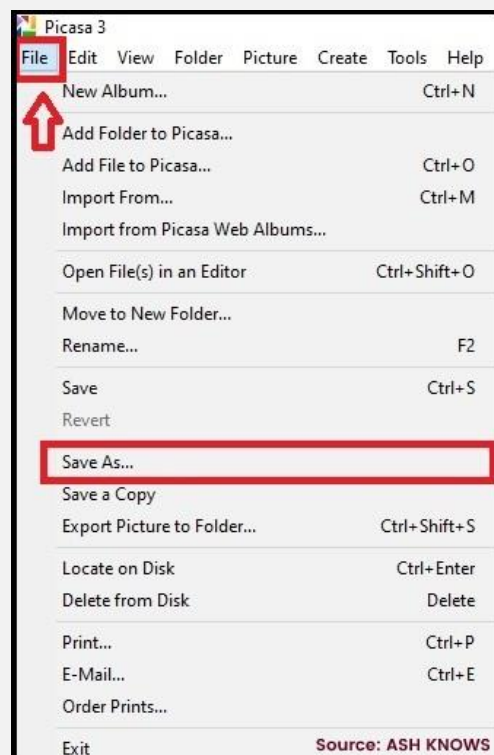 Picasa 3
File Edit View Folder Picture Create Tools Help
New Album... Ctrl+N
Add Folder to Picasa...
Add File to Picasa... Ctrl+O
Import From... Ctrl+M
Import from Picasa Web Albums...
Open File(s) in an Editor Ctrl+Shift+O
Move to New Folder...
Rename... F2
Save Ctrl+S
Revert
Save As...
Save a Copy
Export Picture to Folder... Ctrl+Shift+S
Locate on Disk Ctrl+Enter
Delete from Disk Delete
Print... Ctrl+P
E-Mail... Ctrl+E
Order Prints...
Exit Source: ASH KNOWS